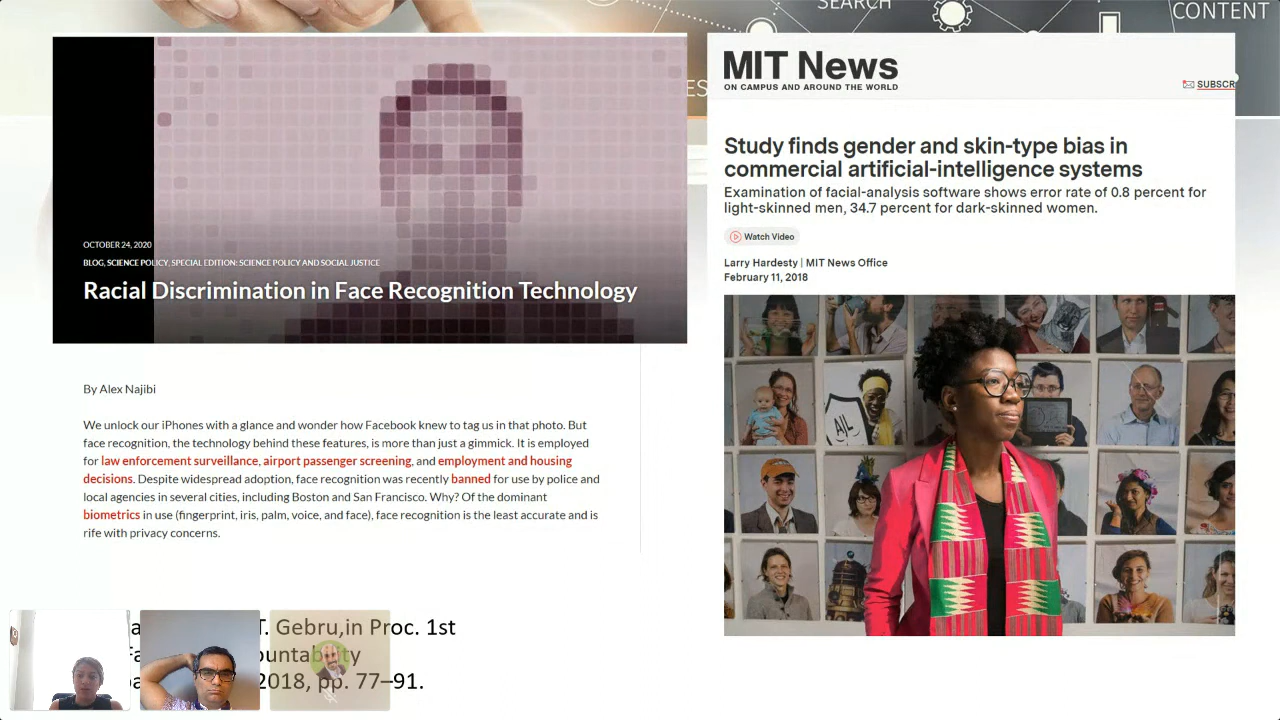 SEARCH
CONTENT
ES
OCTOBER 24, 2020
BLOG, SCIENCE POLICY, SPECIAL EDITION: SCIENCE POLICY AND SOCIAL JUSTICE
Racial Discrimination in Face Recognition Technology
By Alex Najibi
We unlock our iPhones with a glance and wonder how Facebook knew to tag us in that photo. But
face recognition, the technology behind these features, is more than just a gimmick. It is employed
for law enforcement surveillance, airport passenger screening, and employment and housing
decisions. Despite widespread adoption, face recognition was recently banned for use by police and
local agencies in several cities, including Boston and San Francisco. Why? Of the dominant
biometrics in use (fingerprint, iris, palm, voice, and face), face recognition is the least accurate and is
rife with privacy concerns.
MIT News
ON CAMPUS AND AROUND THE WORLD
SUBSCR
Study finds gender and skin-type bias in
commercial artificial-intelligence systems
Examination of facial-analysis software shows error rate of 0.8 percent for
light-skinned men, 34.7 percent for dark-skinned women.
Watch Video
Larry Hardesty | MIT News Office
February 11, 2018
AJL
T. Gebru,in Proc. 1st
ountability
2018, pp. 77–91.